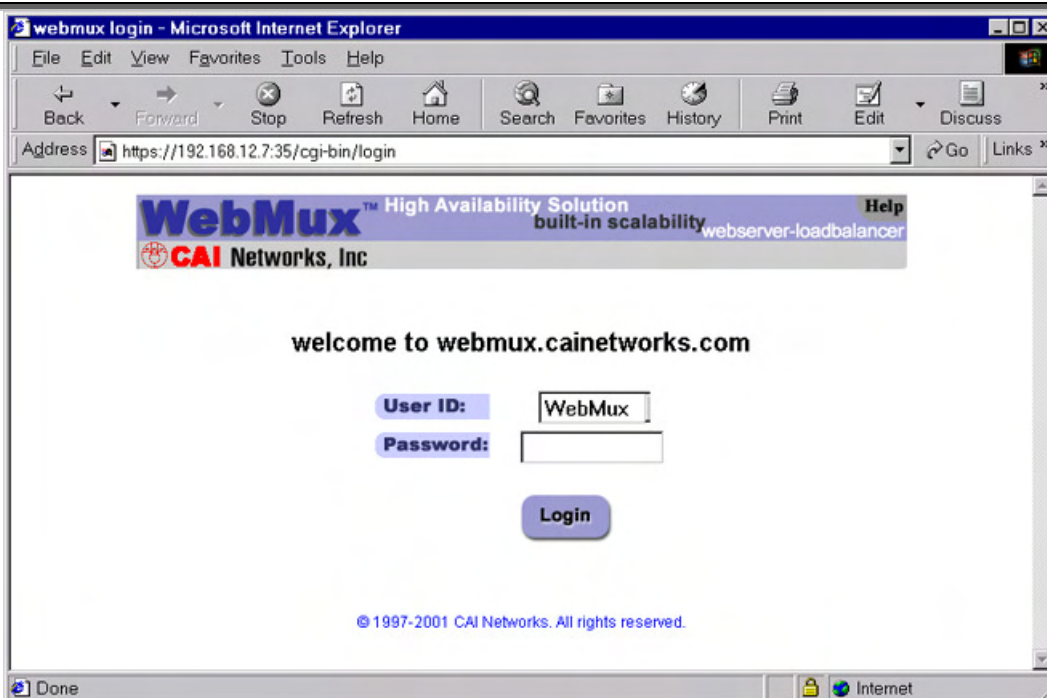 webmux login - Microsoft Internet Explorer
File Edit View Favorites Tools Help
Back Forward Stop Refresh Home Search Favorites History Print Edit Discuss
Address https://192.168.12.7:35/cgi-bin/login Go Links
WebMux™ High Availability Solution Help
built-in scalability
webserver-loadbalancer
CAI Networks, Inc
welcome to webmux.cainetworks.com
User ID: WebMux
Password:
Login
© 1997-2001 CAI Networks. All rights reserved.
Done Internet